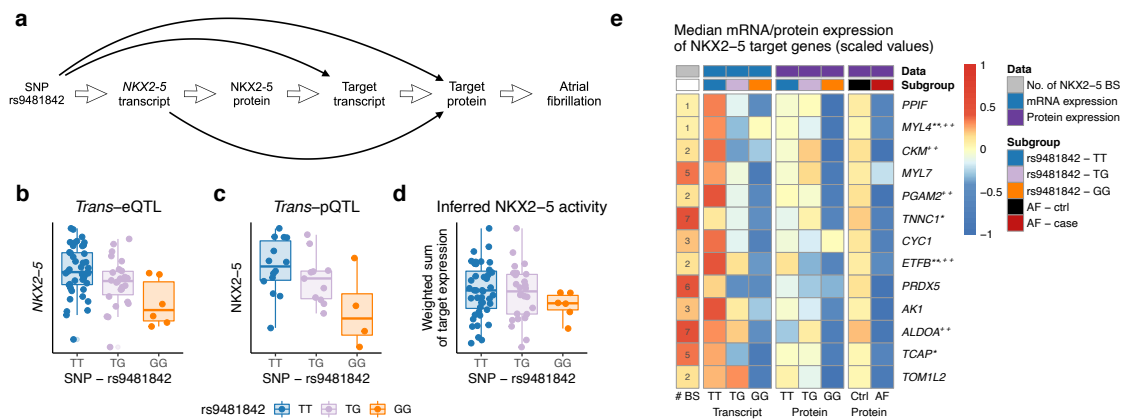 a
SNP
rs9481842
NKX2-5
transcript
NKX2-5
protein
Target
transcript
Target
protein
Atrial
fibrillation
b
Trans–eQTL
NKX2–5
TT
TG
GG
SNP – rs9481842
c
Trans–pQTL
NKX2–5
TT
TG
GG
SNP – rs9481842
d
Inferred NKX2–5 activity
Weighted sum
of target expression
TT
TG
GG
SNP – rs9481842
rs9481842
TT
TG
GG
e
Median mRNA/protein expression
of NKX2–5 target genes (scaled values)
Data
Subgroup
1 PPIF
1 MYL4**,++
2 CKM++
5 MYL7
2 PGAM2++
7 TNNC1*
3 CYC1
2 ETFB**,++
6 PRDX5
3 AK1
7 ALDOA++
5 TCAP*
2 TOM1L2
# BS TT TG GG TT TG GG Ctrl AF
Transcript Protein Protein
1
0.5
0
−0.5
−1
Data
No. of NKX2–5 BS
mRNA expression
Protein expression
Subgroup
rs9481842 – TT
rs9481842 – TG
rs9481842 – GG
AF – ctrl
AF – case